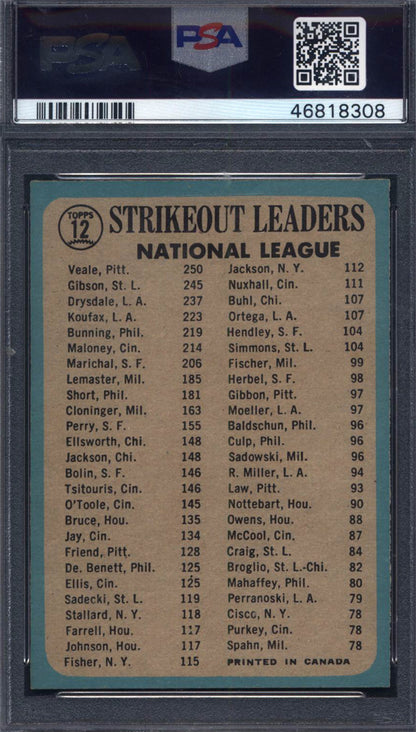 PSA
PSA
46818308
TOPPS
12
STRIKEOUT LEADERS
NATIONAL LEAGUE
Veale, Pitt. 250
Gibson, St. L. 245
Drysdale, L. A. 237
Koufax, L. A. 223
Bunning, Phil. 219
Maloney, Cin. 214
Marichal, S. F. 206
Lemaster, Mil. 185
Short, Phil. 181
Cloninger, Mil. 163
Perry, S. F. 155
Ellsworth, Chi. 148
Jackson, Chi. 148
Bolin, S. F. 146
Tsitouris, Cin. 146
O'Toole, Cin. 145
Bruce, Hou. 135
Jay, Cin. 134
Friend, Pitt. 128
De. Benett, Phil. 125
Ellis, Cin. 125
Sadecki, St. L. 119
Stallard, N. Y. 118
Farrell, Hou. 117
Johnson, Hou. 117
Fisher, N. Y. 115
Jackson, N. Y. 112
Nuxhall, Cin. 111
Buhl, Chi. 107
Ortega, L. A. 107
Hendley, S. F. 104
Simmons, St. L. 104
Fischer, Mil. 99
Herbel, S. F. 98
Gibbon, Pitt. 97
Moeller, L. A. 97
Baldschun, Phil. 96
Culp, Phil. 96
Sadowski, Mil. 96
R. Miller, L. A. 94
Law, Pitt. 93
Nottebart, Hou. 90
Owens, Hou. 88
McCool, Cin. 87
Craig, St. L. 84
Broglio, St. L.-Chi. 82
Mahaffey, Phil. 80
Perranoski, L. A. 79
Cisco, N. Y. 78
Purkey, Cin. 78
Spahn, Mil. 78
PRINTED IN CANADA